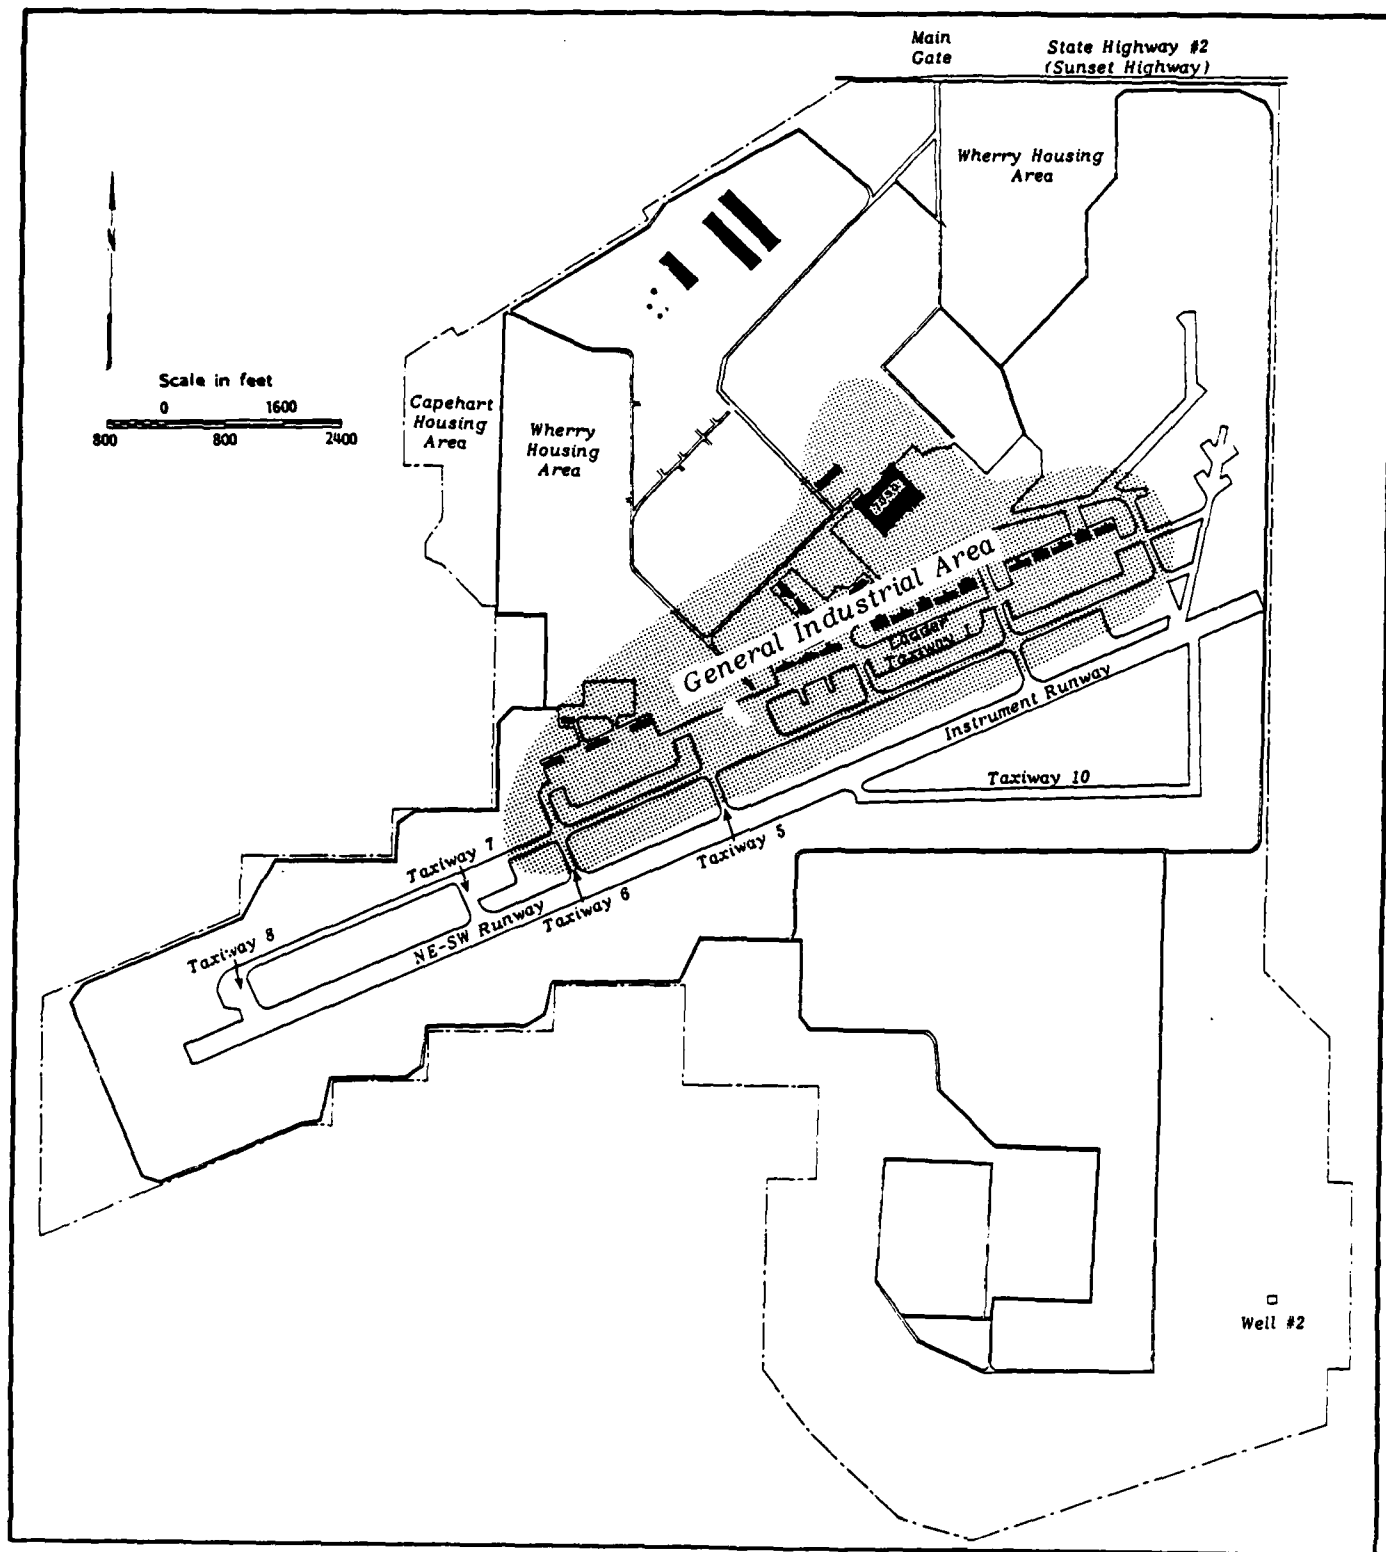 Main
Gate
State Highway #2
(Sunset Highway)
Wherry Housing
Area
Scale in feet
0 1600
800 800 2400
Capehart
Housing
Area
Wherry
Housing
Area
General Industrial Area
Ladder
Taxiway 1
Instrument Runway
Taxiway 10
Taxiway 5
Taxiway 7
Taxiway 6
NE-SW Runway
Taxiway 8
Well #2